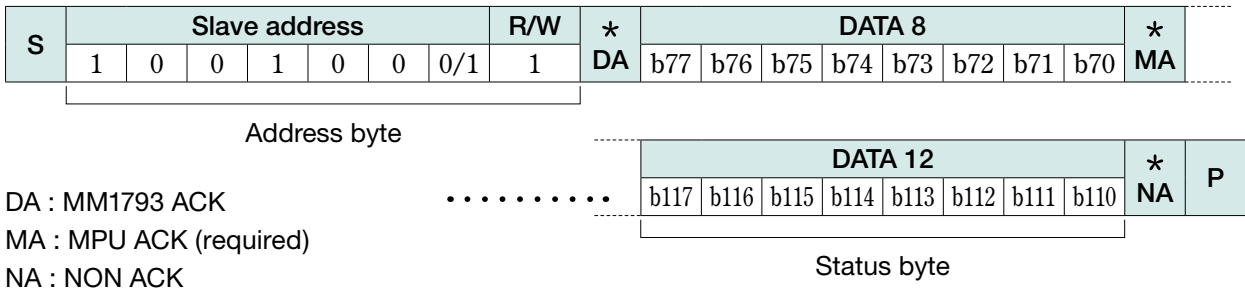 S Slave address R/W * DA DATA 8 * MA
1 0 0 1 0 0 0/1 1 b77 b76 b75 b74 b73 b72 b71 b70
Address byte
DATA 12 * NA P
b117 b116 b115 b114 b113 b112 b111 b110
Status byte
DA : MM1793 ACK
MA : MPU ACK (required)
NA : NON ACK